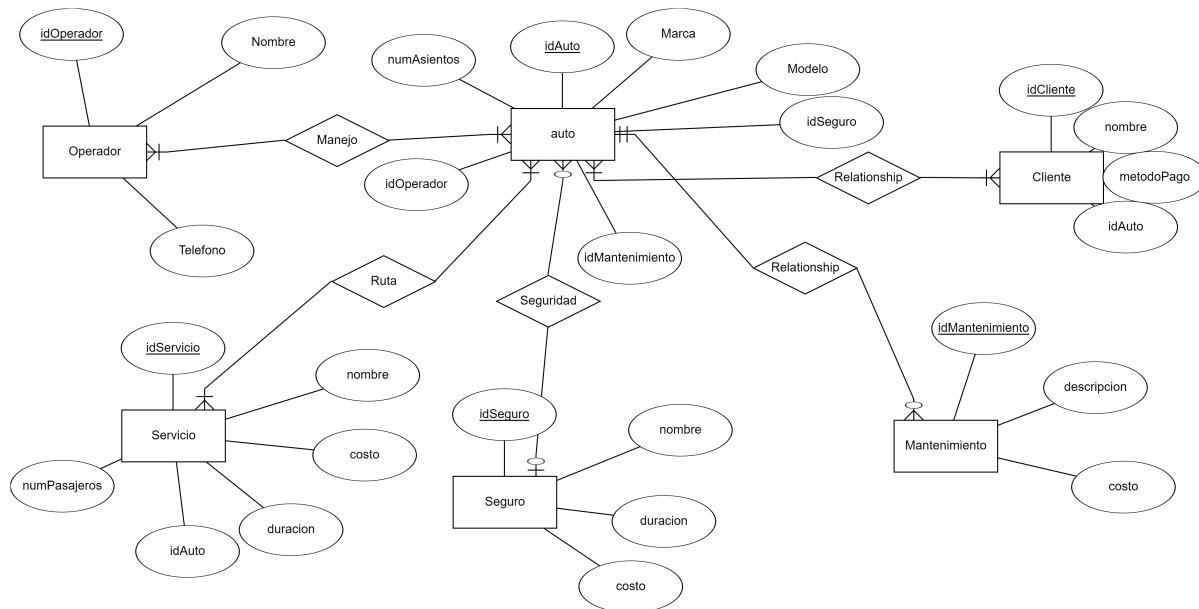 idOperador
Nombre
numAsientos
idAuto
Marca
Modelo
idSeguro
idCliente
nombre
metodoPago
idAuto
Operador
Manejo
auto
idOperador
Relationship
Cliente
Telefono
idMantenimiento
Ruta
Seguridad
Relationship
idServicio
nombre
costo
Servicio
numPasajeros
idAuto
duracion
idSeguro
nombre
Seguro
duracion
costo
idMantenimiento
descripcion
Mantenimiento
costo